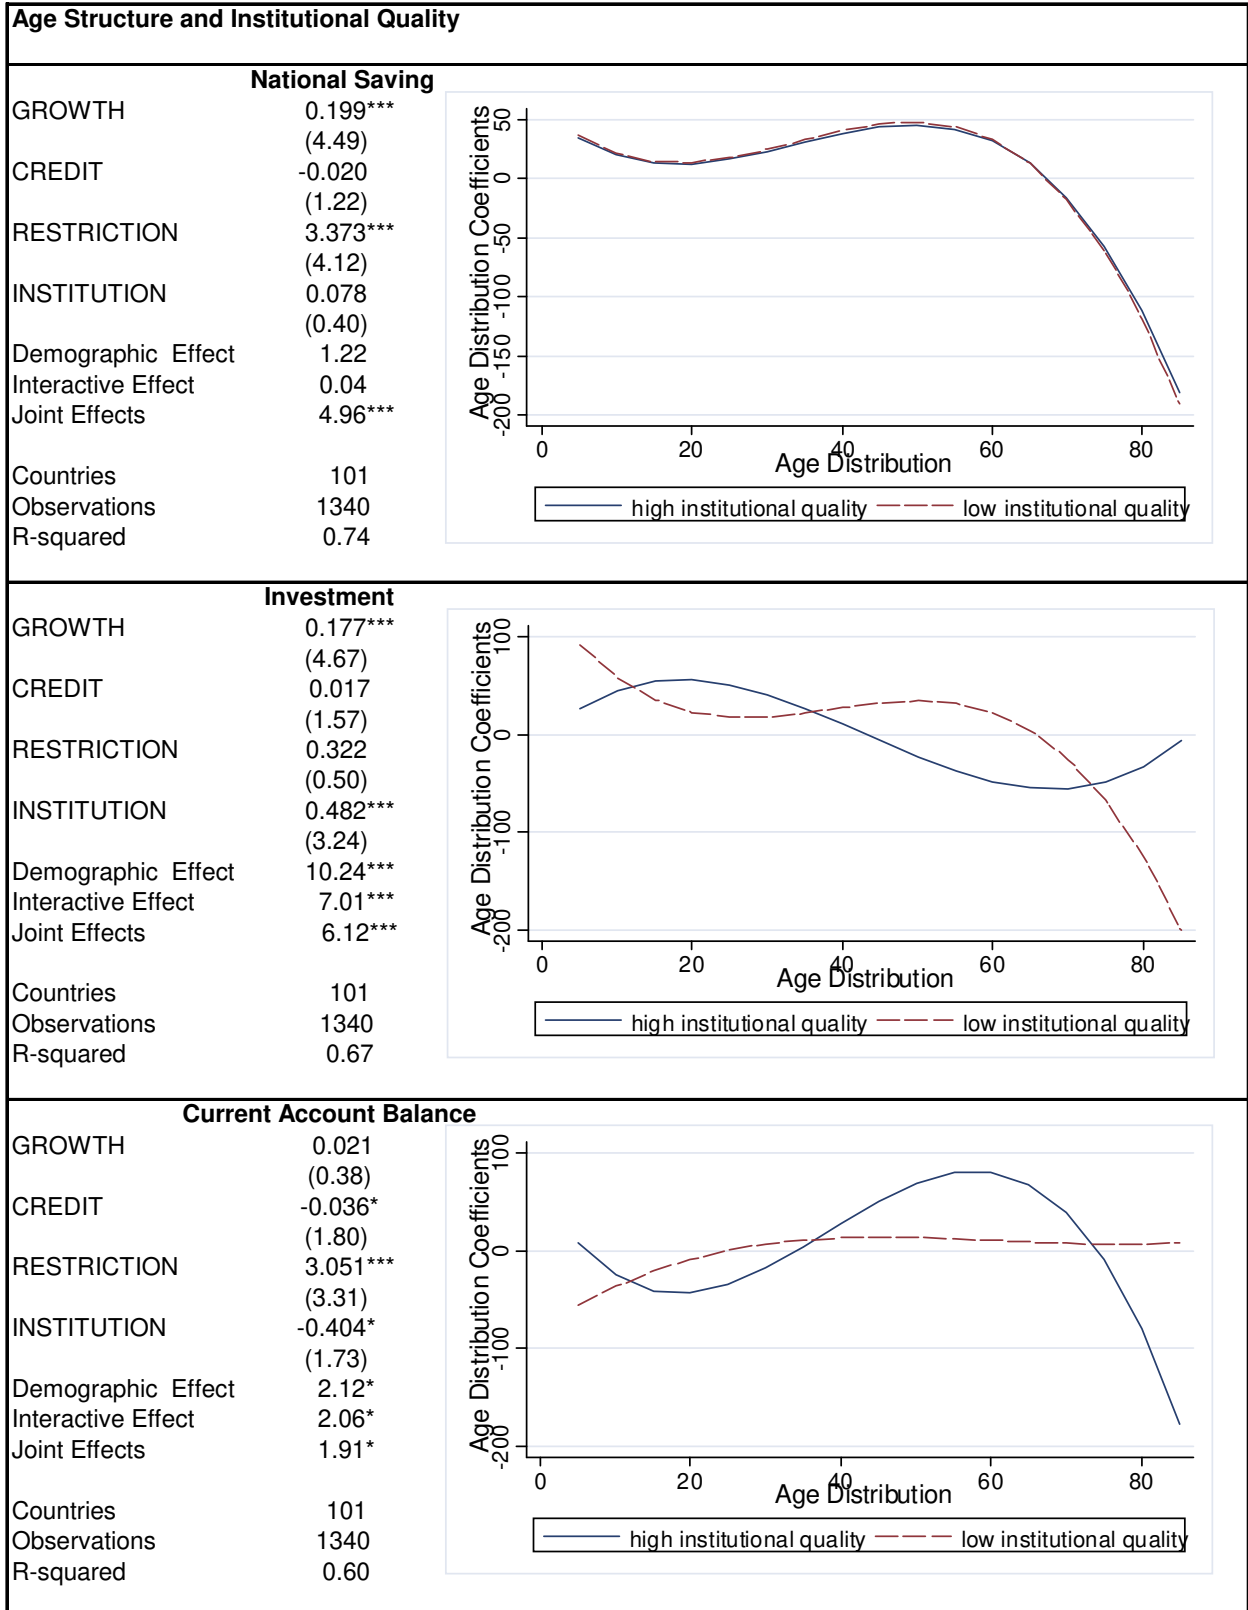 Age Structure and Institutional Quality
National Saving
GROWTH 0.199***
(4.49)
CREDIT -0.020
(1.22)
RESTRICTION 3.373***
(4.12)
INSTITUTION 0.078
(0.40)
Demographic Effect 1.22
Interactive Effect 0.04
Joint Effects 4.96***
Countries 101
Observations 1340
R-squared 0.74
Age Distribution Coefficients
50
0
-50
-100
-150
-200
0 20 40 60 80
Age Distribution
high institutional quality low institutional quality
Investment
GROWTH 0.177***
(4.67)
CREDIT 0.017
(1.57)
RESTRICTION 0.322
(0.50)
INSTITUTION 0.482***
(3.24)
Demographic Effect 10.24***
Interactive Effect 7.01***
Joint Effects 6.12***
Countries 101
Observations 1340
R-squared 0.67
Age Distribution Coefficients
100
0
-100
-200
0 20 40 60 80
Age Distribution
high institutional quality low institutional quality
Current Account Balance
GROWTH 0.021
(0.38)
CREDIT -0.036*
(1.80)
RESTRICTION 3.051***
(3.31)
INSTITUTION -0.404*
(1.73)
Demographic Effect 2.12*
Interactive Effect 2.06*
Joint Effects 1.91*
Countries 101
Observations 1340
R-squared 0.60
Age Distribution Coefficients
100
0
-100
-200
0 20 40 60 80
Age Distribution
high institutional quality low institutional quality